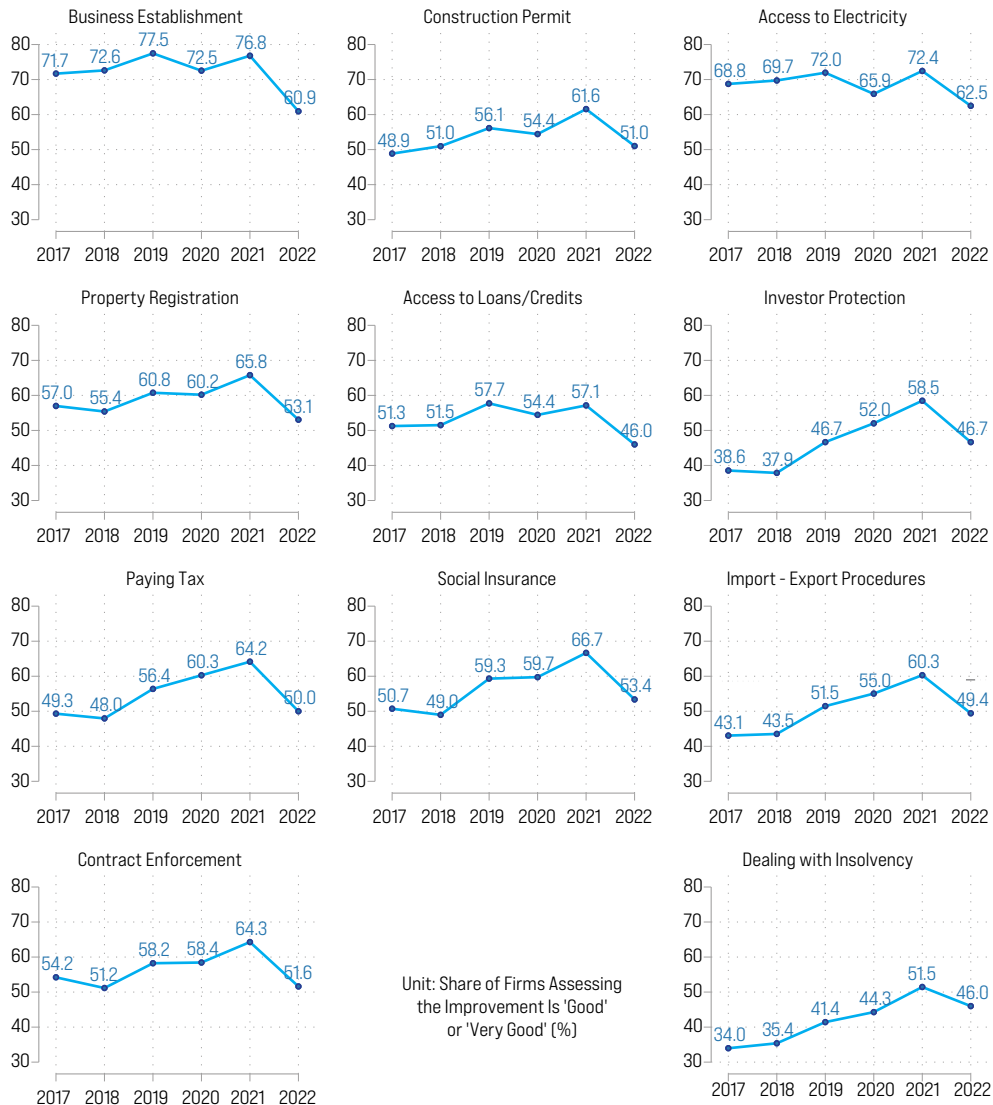 Business Establishment
80
70
60
50
40
30
71.7 72.6 77.5 72.5 76.8 60.9
2017 2018 2019 2020 2021 2022
Construction Permit
80
70
60
50
40
30
48.9 51.0 56.1 54.4 61.6 51.0
2017 2018 2019 2020 2021 2022
Access to Electricity
80
70
60
50
40
30
68.8 69.7 72.0 65.9 72.4 62.5
2017 2018 2019 2020 2021 2022
Property Registration
80
70
60
50
40
30
57.0 55.4 60.8 60.2 65.8 53.1
2017 2018 2019 2020 2021 2022
Access to Loans/Credits
80
70
60
50
40
30
51.3 51.5 57.7 54.4 57.1 46.0
2017 2018 2019 2020 2021 2022
Investor Protection
80
70
60
50
40
30
38.6 37.9 46.7 52.0 58.5 46.7
2017 2018 2019 2020 2021 2022
Paying Tax
80
70
60
50
40
30
49.3 48.0 56.4 60.3 64.2 50.0
2017 2018 2019 2020 2021 2022
Social Insurance
80
70
60
50
40
30
50.7 49.0 59.3 59.7 66.7 53.4
2017 2018 2019 2020 2021 2022
Import - Export Procedures
80
70
60
50
40
30
43.1 43.5 51.5 55.0 60.3 49.4
2017 2018 2019 2020 2021 2022
Contract Enforcement
80
70
60
50
40
30
54.2 51.2 58.2 58.4 64.3 51.6
2017 2018 2019 2020 2021 2022
Unit: Share of Firms Assessing
the Improvement Is 'Good'
or 'Very Good' (%)
Dealing with Insolvency
80
70
60
50
40
30
34.0 35.4 41.4 44.3 51.5 46.0
2017 2018 2019 2020 2021 2022